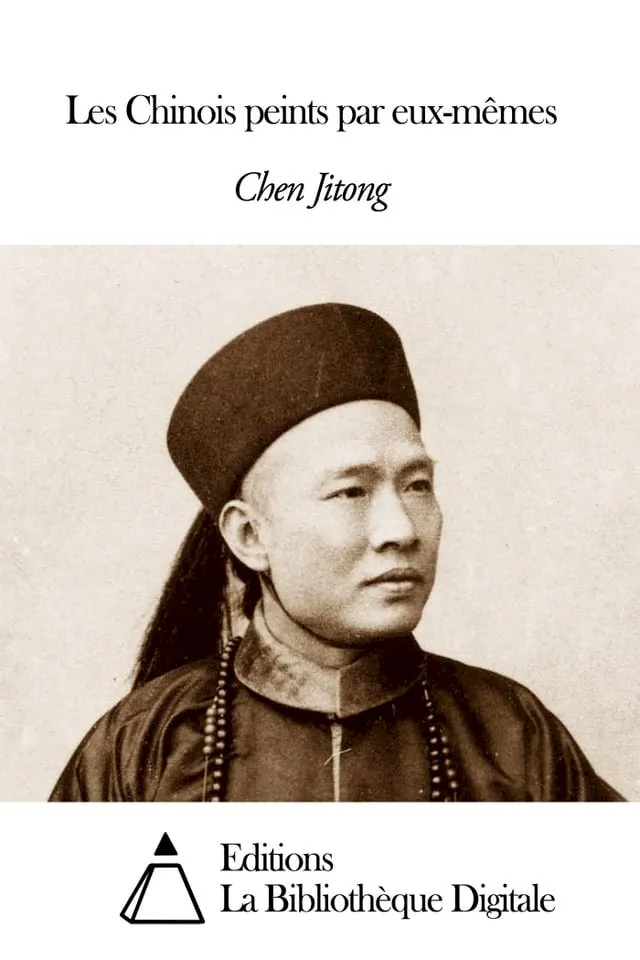 Les Chinois peints par eux-mêmes
Chen Jitong
Editions
La Bibliothèque Digitale